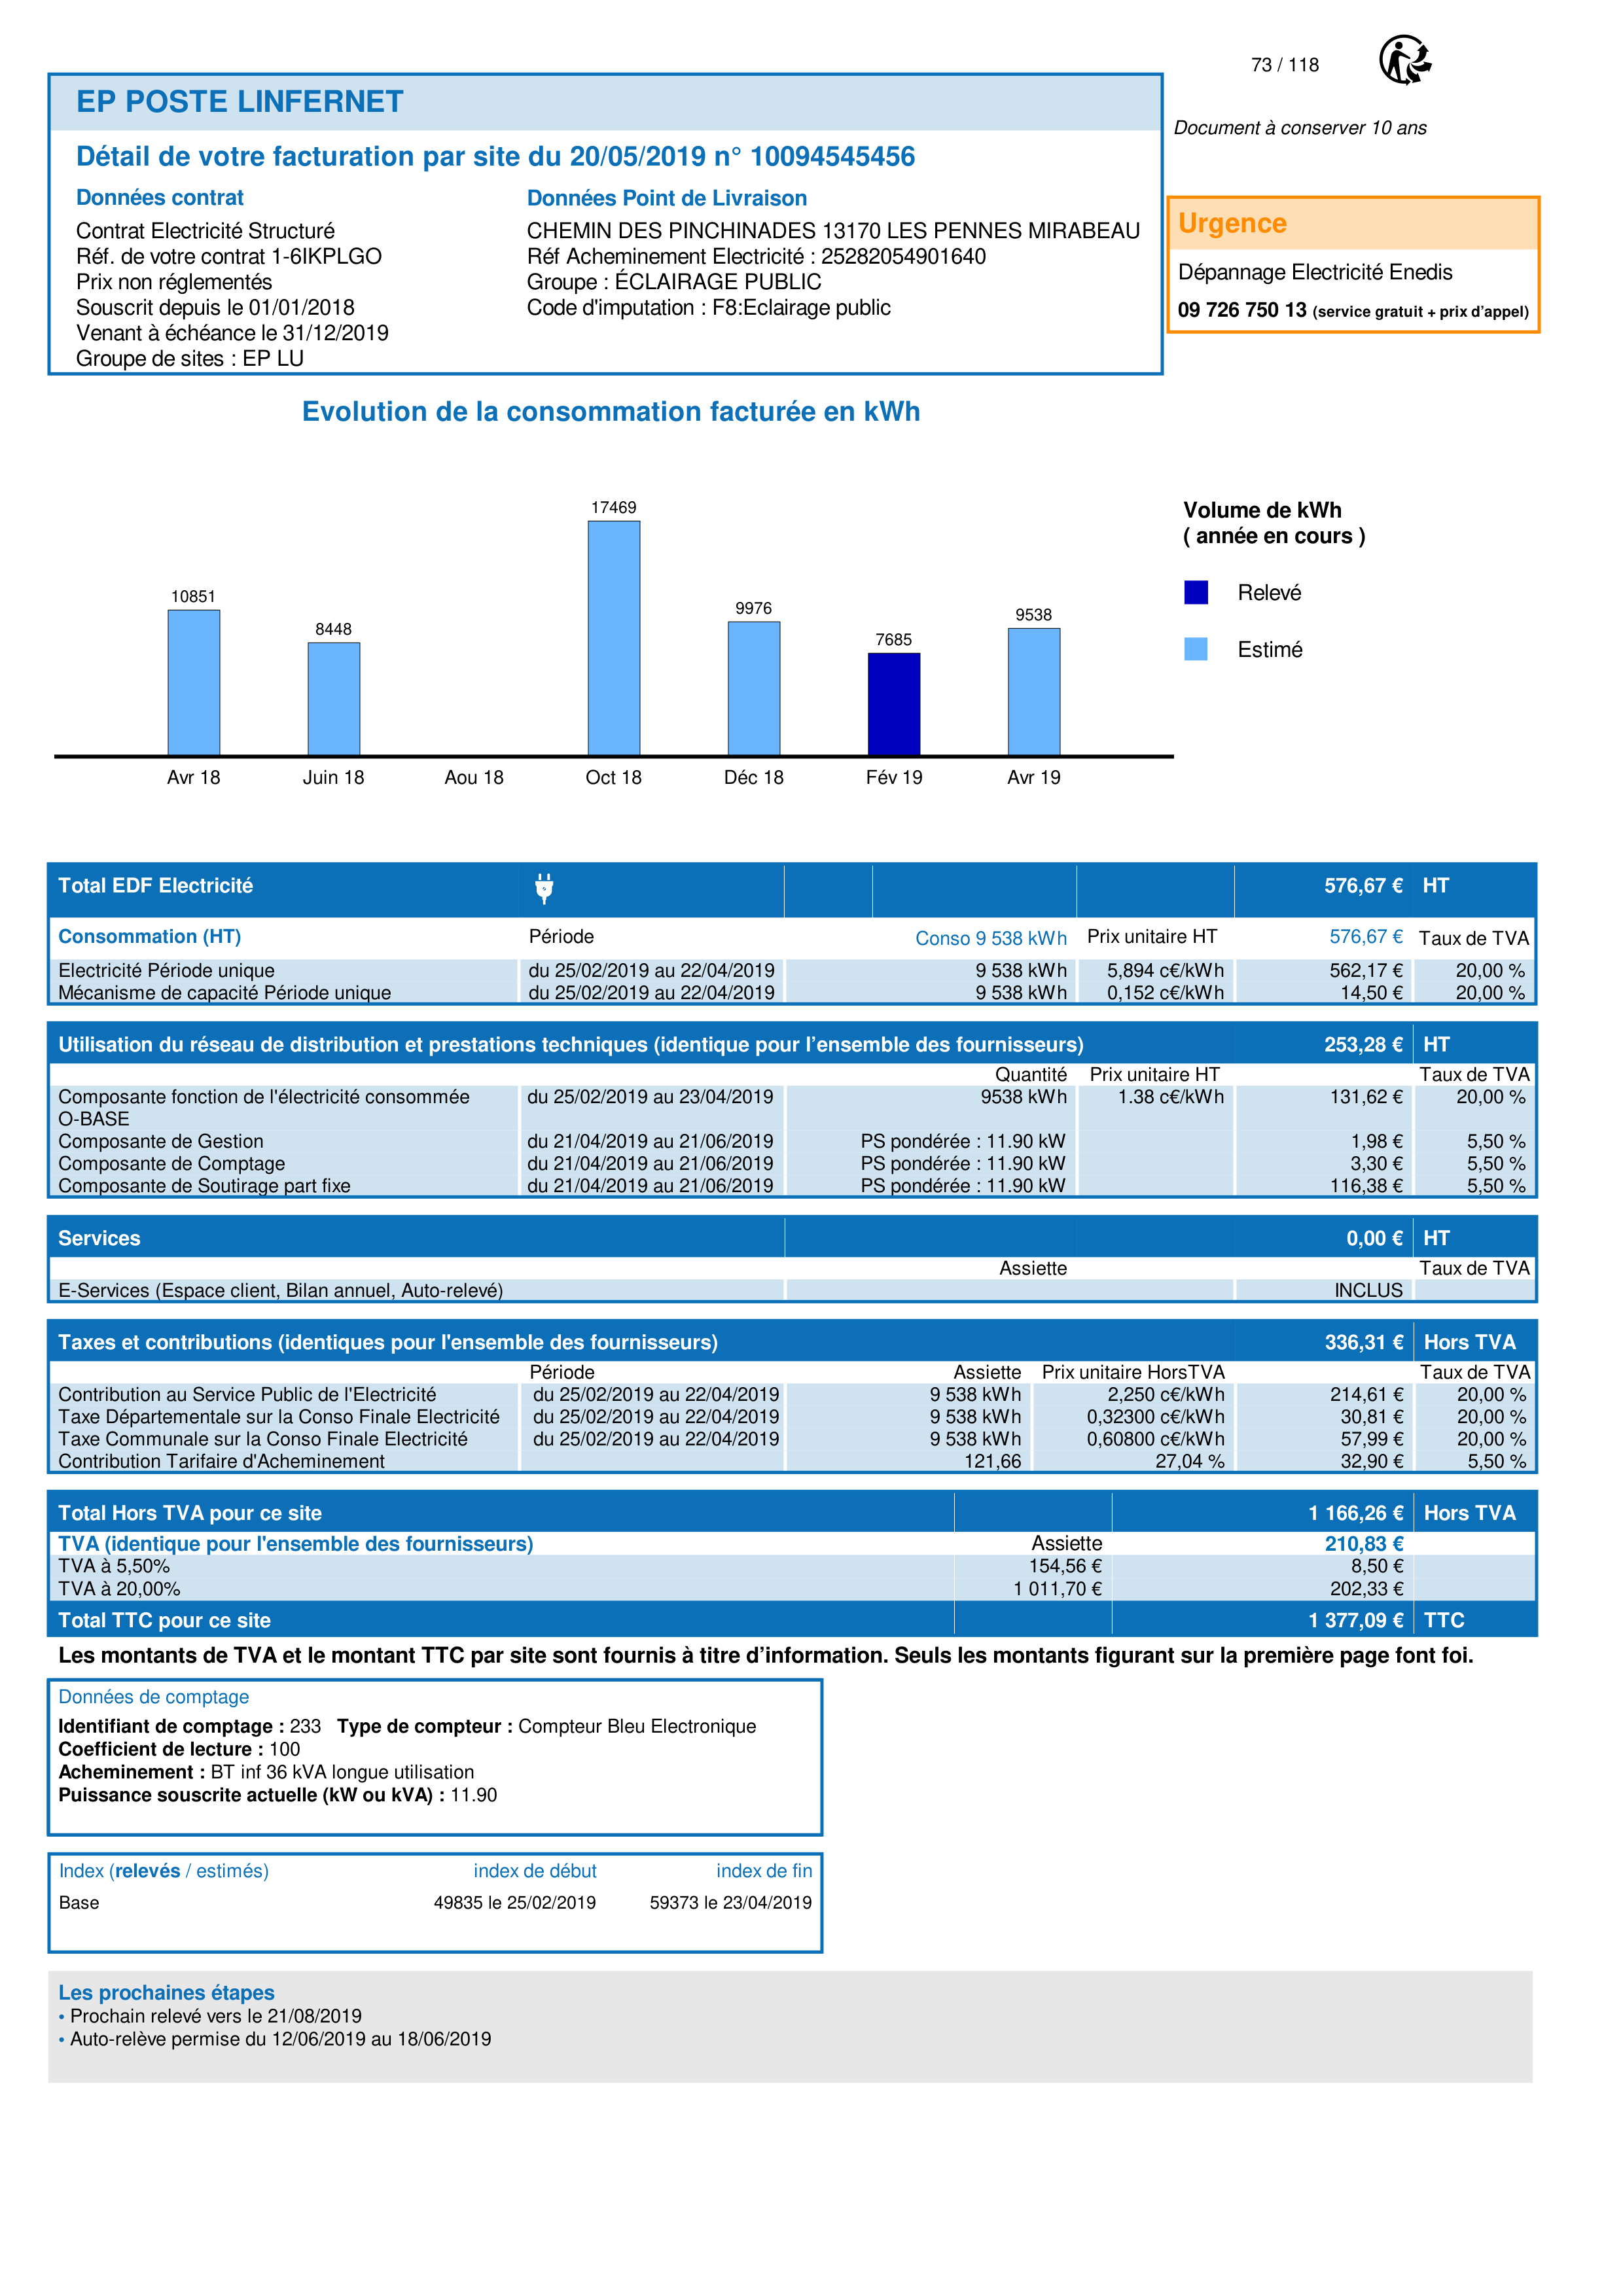 73 / 118
EP POSTE LINFERNET
Document à conserver 10 ans
Détail de votre facturation par site du 20/05/2019 n° 10094545456
Données contrat
Contrat Electricité Structuré
Réf. de votre contrat 1-6IKPLGO
Prix non réglementés
Souscrit depuis le 01/01/2018
Venant à échéance le 31/12/2019
Groupe de sites : EP LU
Données Point de Livraison
CHEMIN DES PINCHINADES 13170 LES PENNES MIRABEAU
Réf Acheminement Electricité : 25282054901640
Groupe : ÉCLAIRAGE PUBLIC
Code d'imputation : F8:Eclairage public
Urgence
Dépannage Electricité Enedis
09 726 750 13 (service gratuit + prix d’appel)
Evolution de la consommation facturée en kWh
10851
8448
17469
9976
7685
9538
Avr 18 Juin 18 Aou 18 Oct 18 Déc 18 Fév 19 Avr 19
Volume de kWh
( année en cours )
Relevé
Estimé
Total EDF Electricité 576,67 € HT
Consommation (HT) Période Conso 9 538 kWh Prix unitaire HT 576,67 € Taux de TVA
Electricité Période unique du 25/02/2019 au 22/04/2019 9 538 kWh 5,894 c€/kWh 562,17 € 20,00 %
Mécanisme de capacité Période unique du 25/02/2019 au 22/04/2019 9 538 kWh 0,152 c€/kWh 14,50 € 20,00 %
Utilisation du réseau de distribution et prestations techniques (identique pour l’ensemble des fournisseurs) 253,28 € HT
Quantité Prix unitaire HT Taux de TVA
Composante fonction de l'électricité consommée du 25/02/2019 au 23/04/2019 9538 kWh 1.38 c€/kWh 131,62 € 20,00 %
O-BASE
Composante de Gestion du 21/04/2019 au 21/06/2019 PS pondérée : 11.90 kW 1,98 € 5,50 %
Composante de Comptage du 21/04/2019 au 21/06/2019 PS pondérée : 11.90 kW 3,30 € 5,50 %
Composante de Soutirage part fixe du 21/04/2019 au 21/06/2019 PS pondérée : 11.90 kW 116,38 € 5,50 %
Services 0,00 € HT
Assiette Taux de TVA
E-Services (Espace client, Bilan annuel, Auto-relevé) INCLUS
Taxes et contributions (identiques pour l'ensemble des fournisseurs) 336,31 € Hors TVA
Période Assiette Prix unitaire HorsTVA Taux de TVA
Contribution au Service Public de l'Electricité du 25/02/2019 au 22/04/2019 9 538 kWh 2,250 c€/kWh 214,61 € 20,00 %
Taxe Départementale sur la Conso Finale Electricité du 25/02/2019 au 22/04/2019 9 538 kWh 0,32300 c€/kWh 30,81 € 20,00 %
Taxe Communale sur la Conso Finale Electricité du 25/02/2019 au 22/04/2019 9 538 kWh 0,60800 c€/kWh 57,99 € 20,00 %
Contribution Tarifaire d'Acheminement 121,66 27,04 % 32,90 € 5,50 %
Total Hors TVA pour ce site 1 166,26 € Hors TVA
TVA (identique pour l'ensemble des fournisseurs) Assiette 210,83 €
TVA à 5,50% 154,56 € 8,50 €
TVA à 20,00% 1 011,70 € 202,33 €
Total TTC pour ce site 1 377,09 € TTC
Les montants de TVA et le montant TTC par site sont fournis à titre d’information. Seuls les montants figurant sur la première page font foi.
Données de comptage
Identifiant de comptage : 233 Type de compteur : Compteur Bleu Electronique
Coefficient de lecture : 100
Acheminement : BT inf 36 kVA longue utilisation
Puissance souscrite actuelle (kW ou kVA) : 11.90
Index (relevés / estimés) index de début index de fin
Base 49835 le 25/02/2019 59373 le 23/04/2019
Les prochaines étapes
• Prochain relevé vers le 21/08/2019
• Auto-relève permise du 12/06/2019 au 18/06/2019